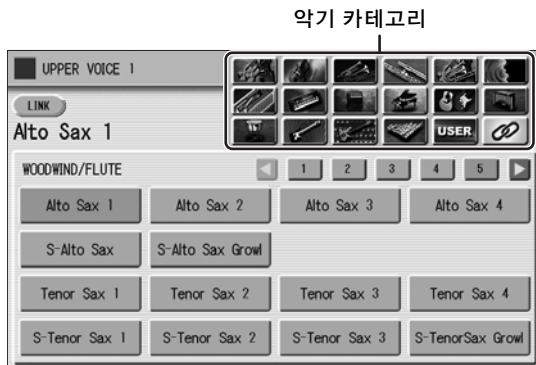 악기 카테고리
UPPER VOICE 1
LINK
Alto Sax 1
USER
WOODWIND/FLUTE
1 2 3 4 5
Alto Sax 1 Alto Sax 2 Alto Sax 3 Alto Sax 4
S-Alto Sax S-Alto Sax Growl
Tenor Sax 1 Tenor Sax 2 Tenor Sax 3 Tenor Sax 4
S-Tenor Sax 1 S-Tenor Sax 2 S-Tenor Sax 3 S-TenorSax Growl